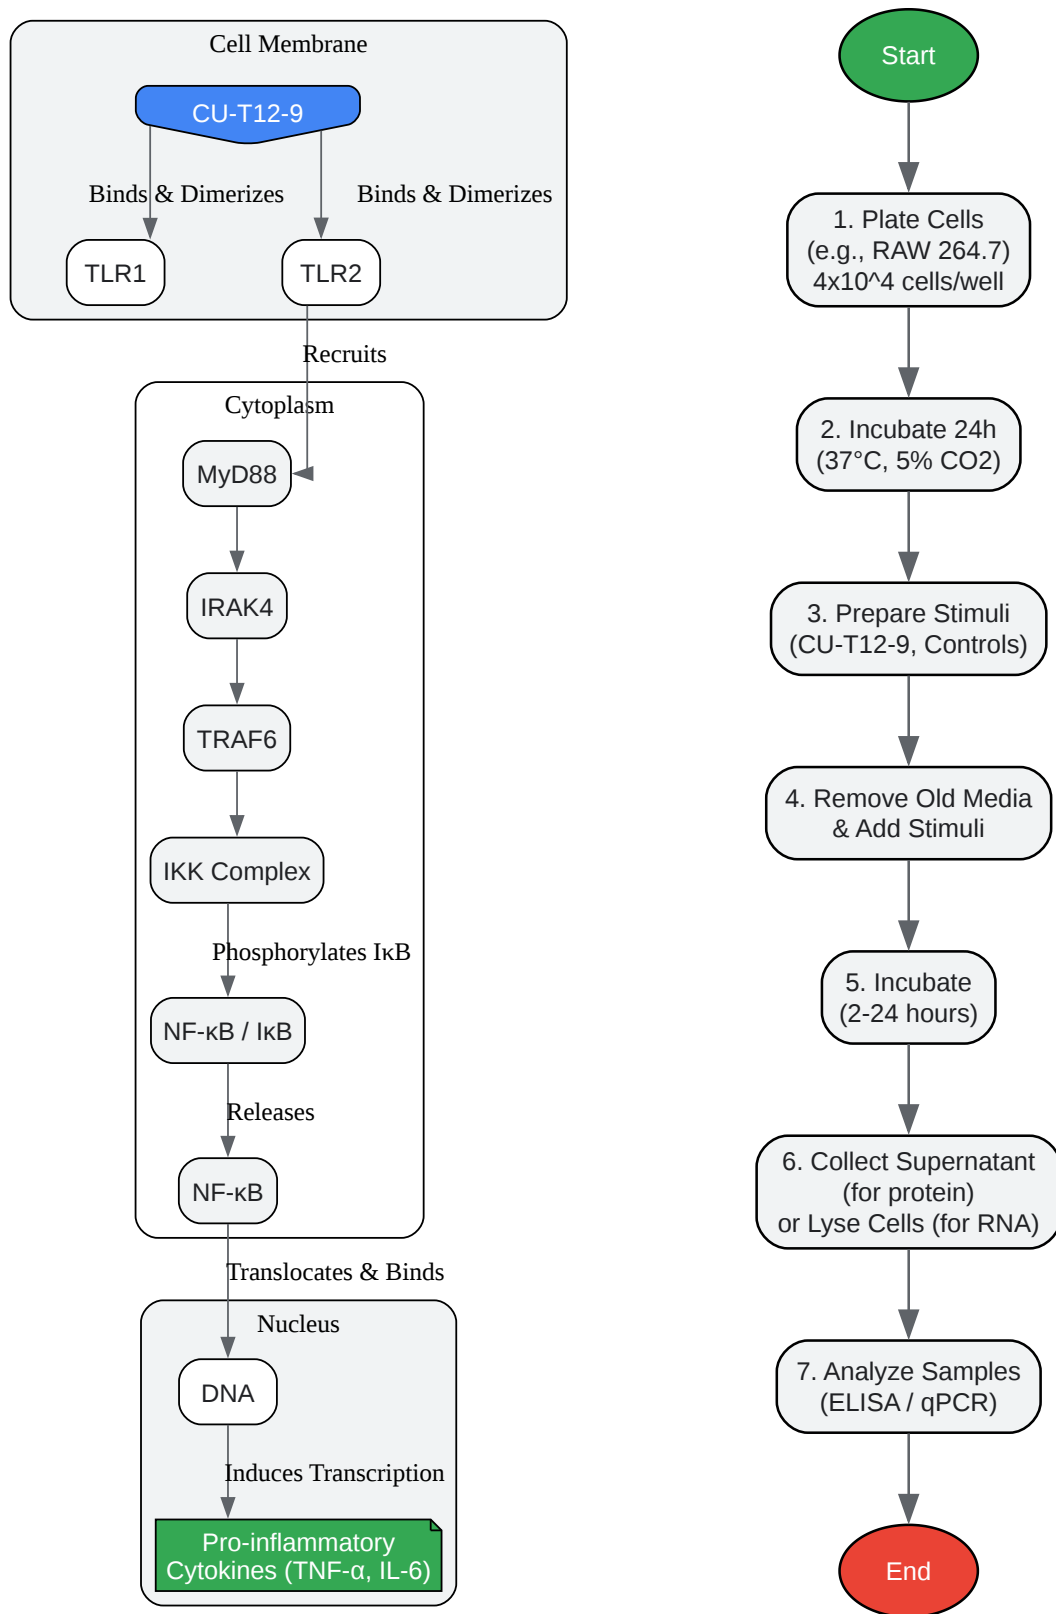 Cell Membrane
CU-T12-9
Binds & Dimerizes
Binds & Dimerizes
TLR1
TLR2
Recruits
Cytoplasm
MyD88
IRAK4
TRAF6
IKK Complex
Phosphorylates IκB
NF-κB / IκB
Releases
NF-κB
Translocates & Binds
Nucleus
DNA
Induces Transcription
Pro-inflammatory
Cytokines (TNF-α, IL-6)
Start
1. Plate Cells
(e.g., RAW 264.7)
4x10^4 cells/well
2. Incubate 24h
(37°C, 5% CO2)
3. Prepare Stimuli
(CU-T12-9, Controls)
4. Remove Old Media
& Add Stimuli
5. Incubate
(2-24 hours)
6. Collect Supernatant
(for protein)
or Lyse Cells (for RNA)
7. Analyze Samples
(ELISA / qPCR)
End